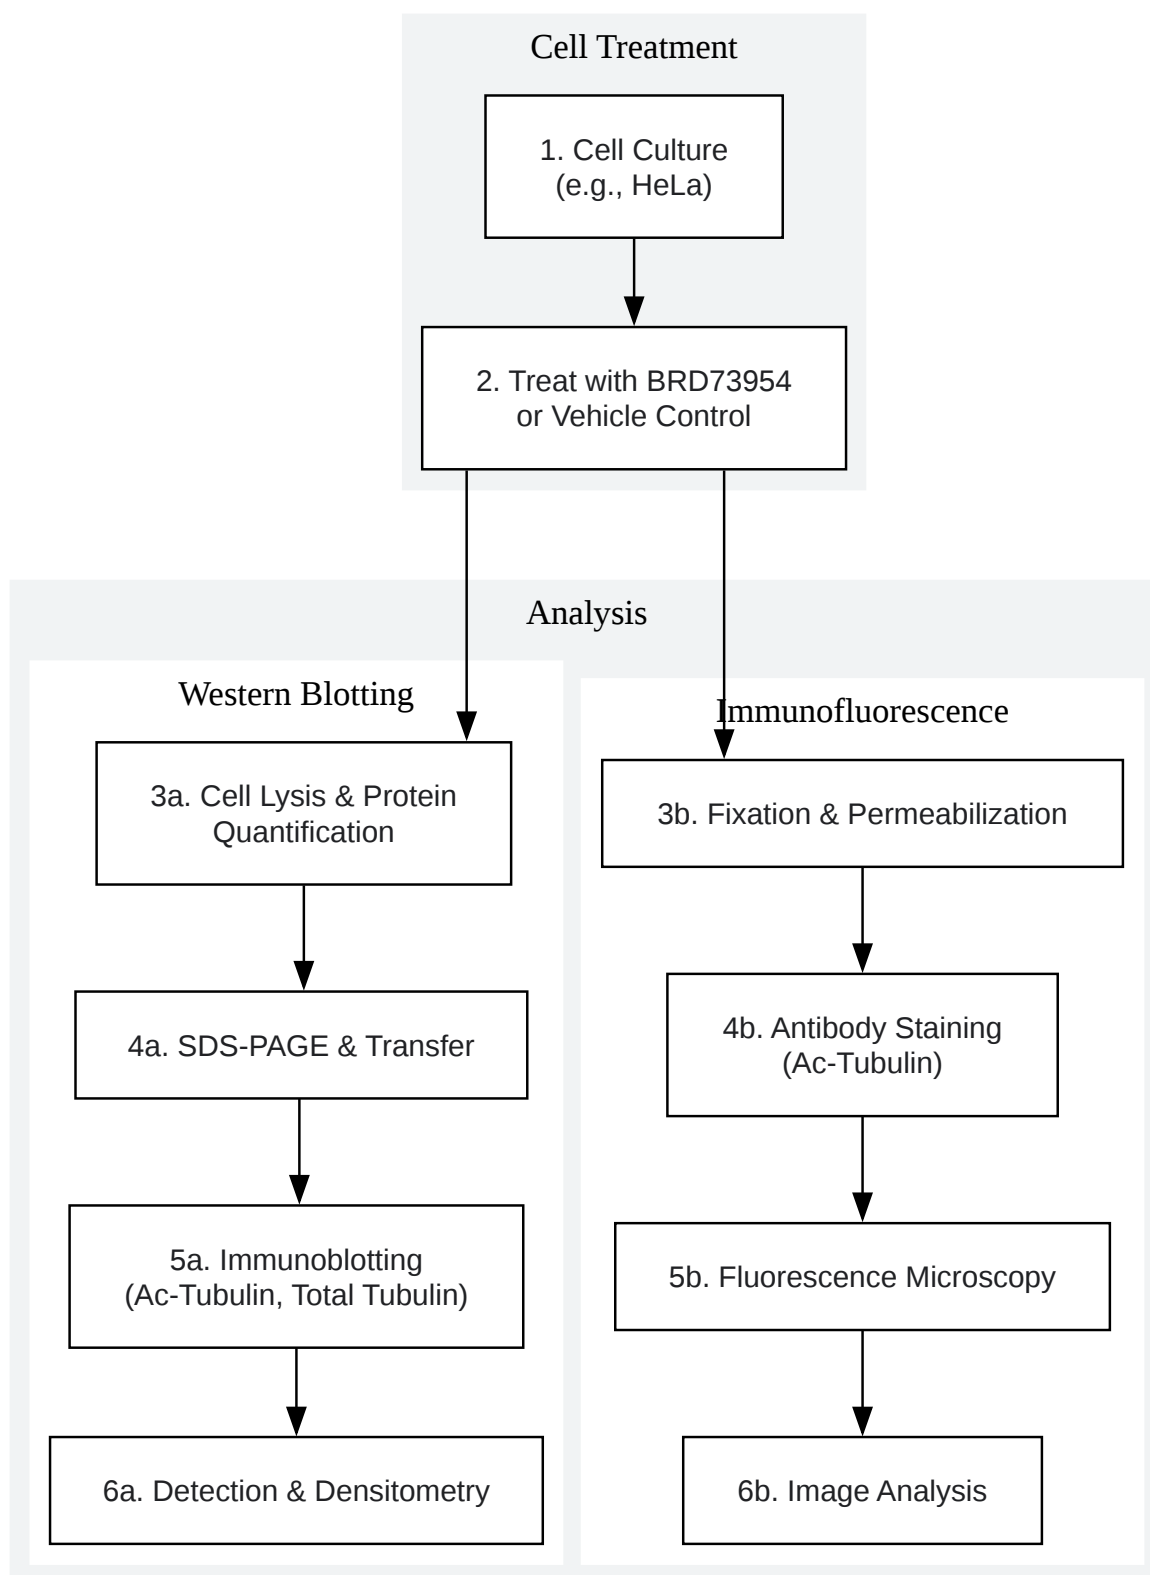 Cell Treatment
1. Cell Culture
(e.g., HeLa)
2. Treat with BRD73954
or Vehicle Control
Analysis
Western Blotting
3a. Cell Lysis & Protein
Quantification
4a. SDS-PAGE & Transfer
5a. Immunoblotting
(Ac-Tubulin, Total Tubulin)
6a. Detection & Densitometry
Immunofluorescence
3b. Fixation & Permeabilization
4b. Antibody Staining
(Ac-Tubulin)
5b. Fluorescence Microscopy
6b. Image Analysis